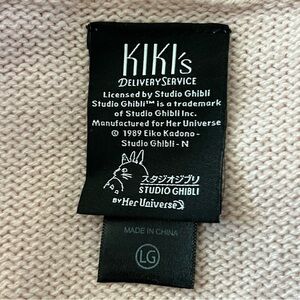 KIKI's
DELIVERY SERVICE
Licensed by Studio Ghibli
Studio Ghibli™ is a trademark
of Studio Ghibli Inc.
Manufactured for Her Universe
© 1989 Eiko Kadono -
Studio Ghibli - N
スタジオジブリ
STUDIO GHIBLI
BY Her Universe
MADE IN CHINA
LG